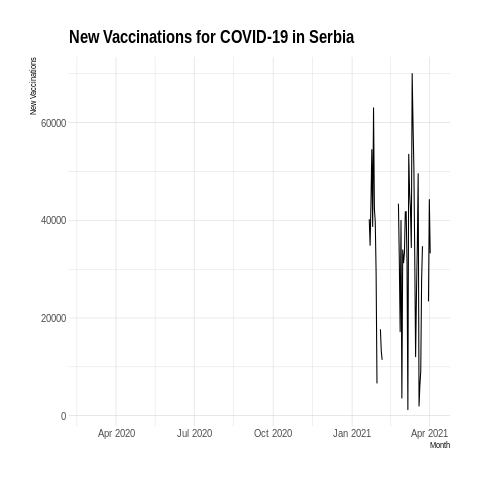 New Vaccinations for COVID-19 in Serbia
New Vaccinations
60000
40000
20000
0
Apr 2020 Jul 2020 Oct 2020 Jan 2021 Apr 2021
Month